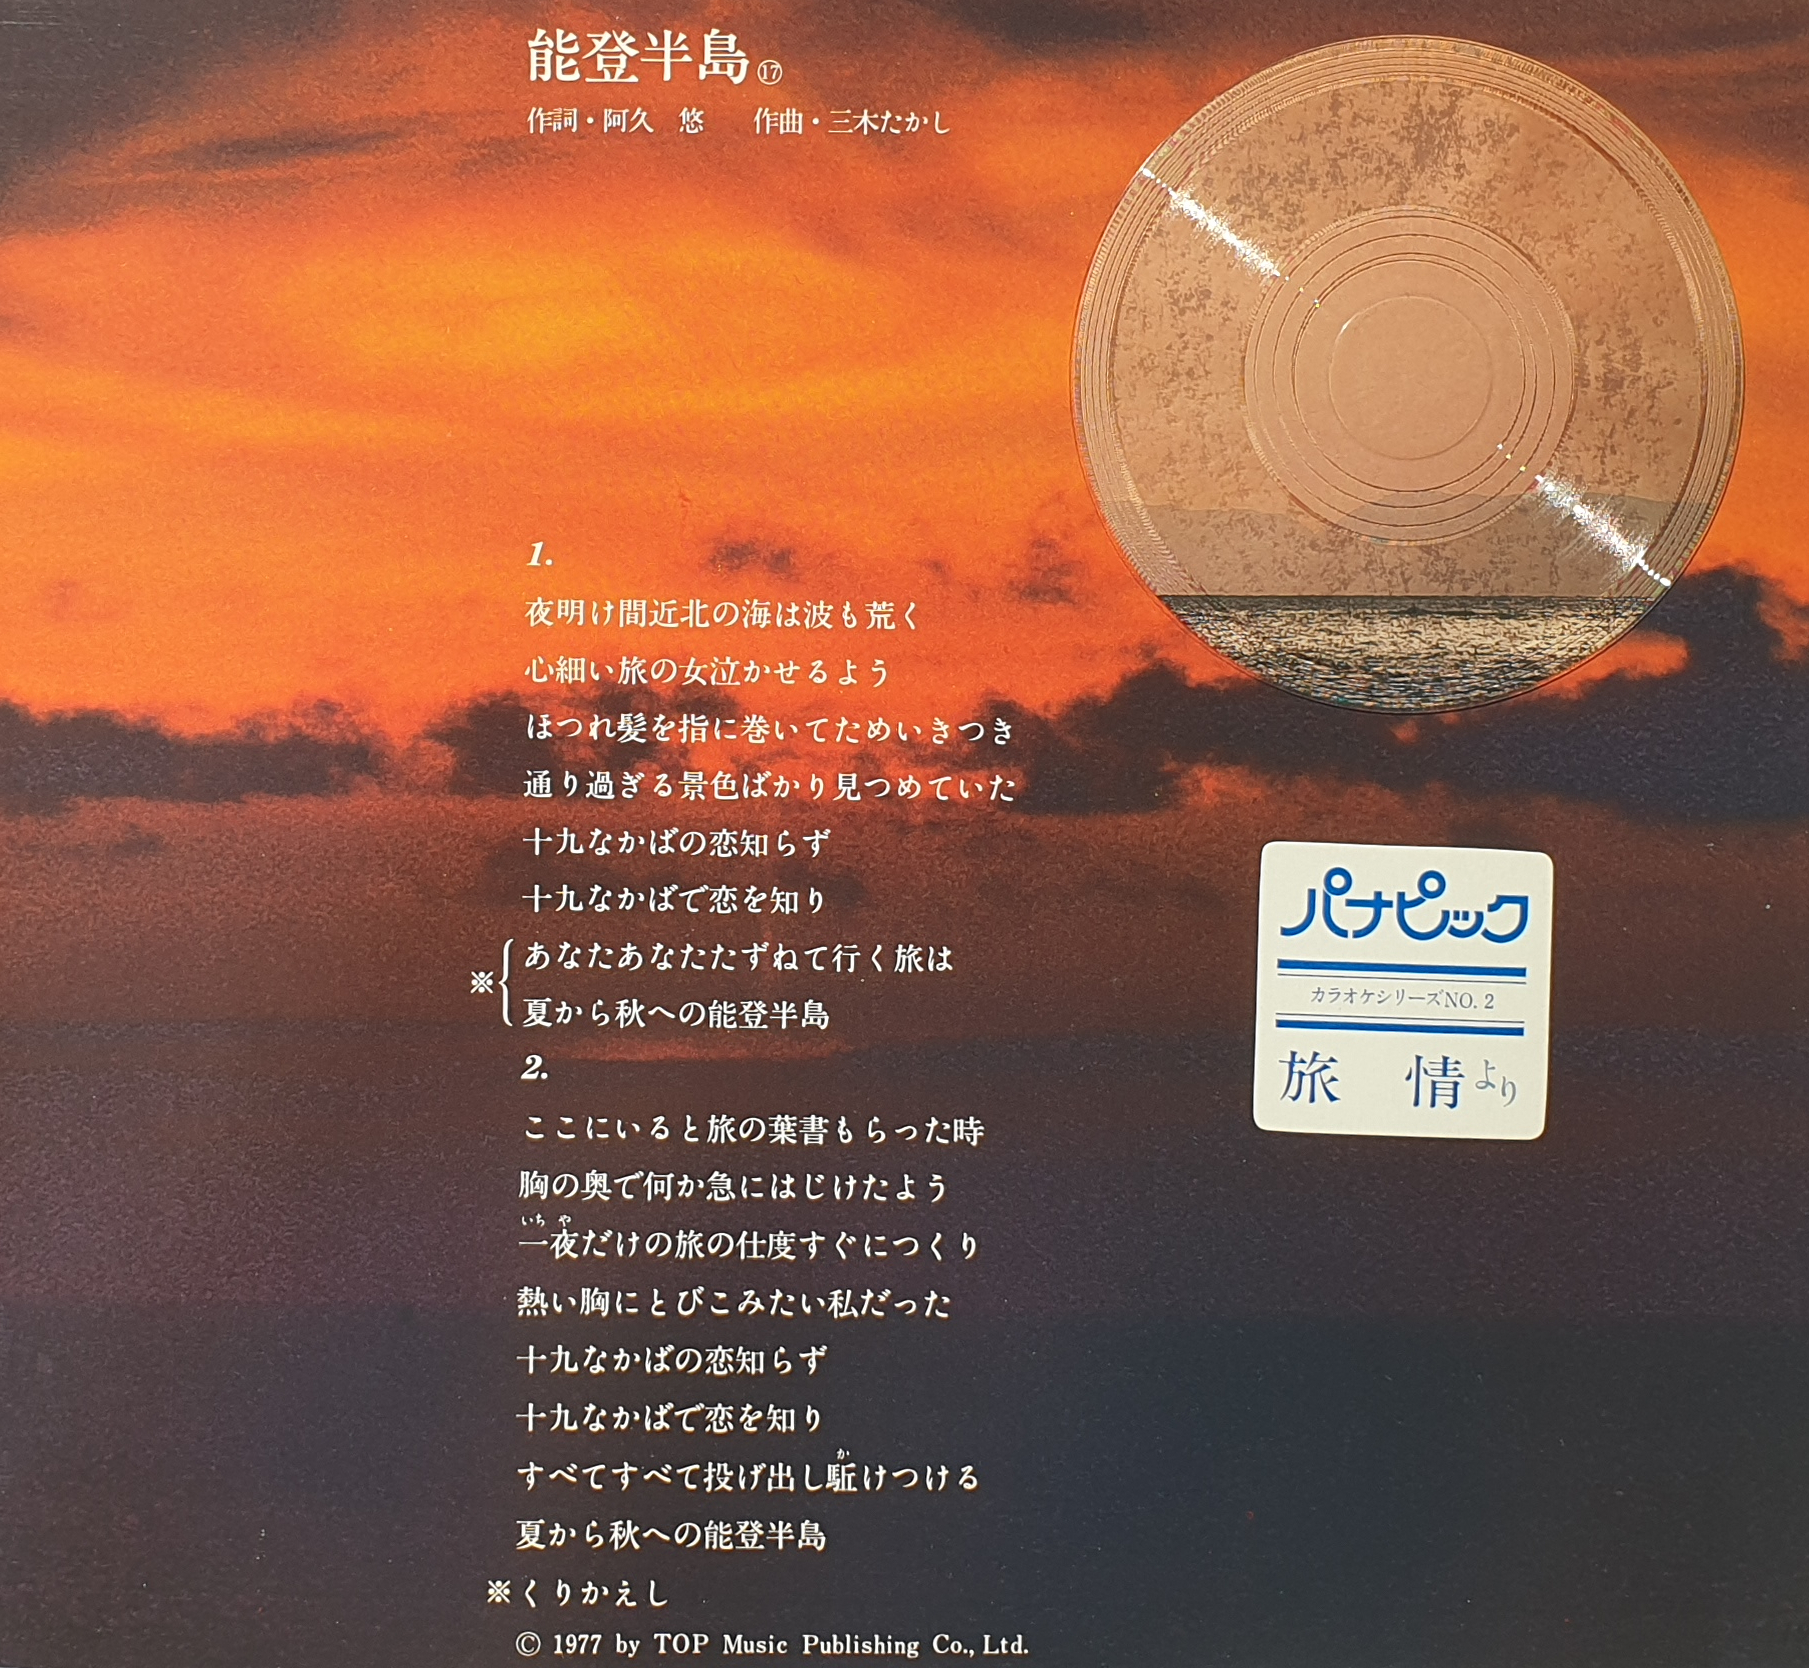 能登半島⑰
作詞・阿久 悠 作曲・三木たかし
1.
夜明け間近北の海は波も荒く
心細い旅の女泣かせるよう
ほつれ髪を指に巻いてためいきつき
通り過ぎる景色ばかり見つめていた
十九なかばの恋知らず
十九なかばで恋を知り
※
あなたあなたたずねて行く旅は
夏から秋への能登半島
2.
ここにいると旅の葉書もらった時
胸の奥で何か急にはじけたよう
いち や
一夜だけの旅の仕度すぐにつくり
熱い胸にとびこみたい私だった
十九なかばの恋知らず
十九なかばで恋を知り
か
すべてすべて投げ出し駈けつける
夏から秋への能登半島
※くりかえし
© 1977 by TOP Music Publishing Co., Ltd.
パナピック
カラオケシリーズNO. 2
旅 情より